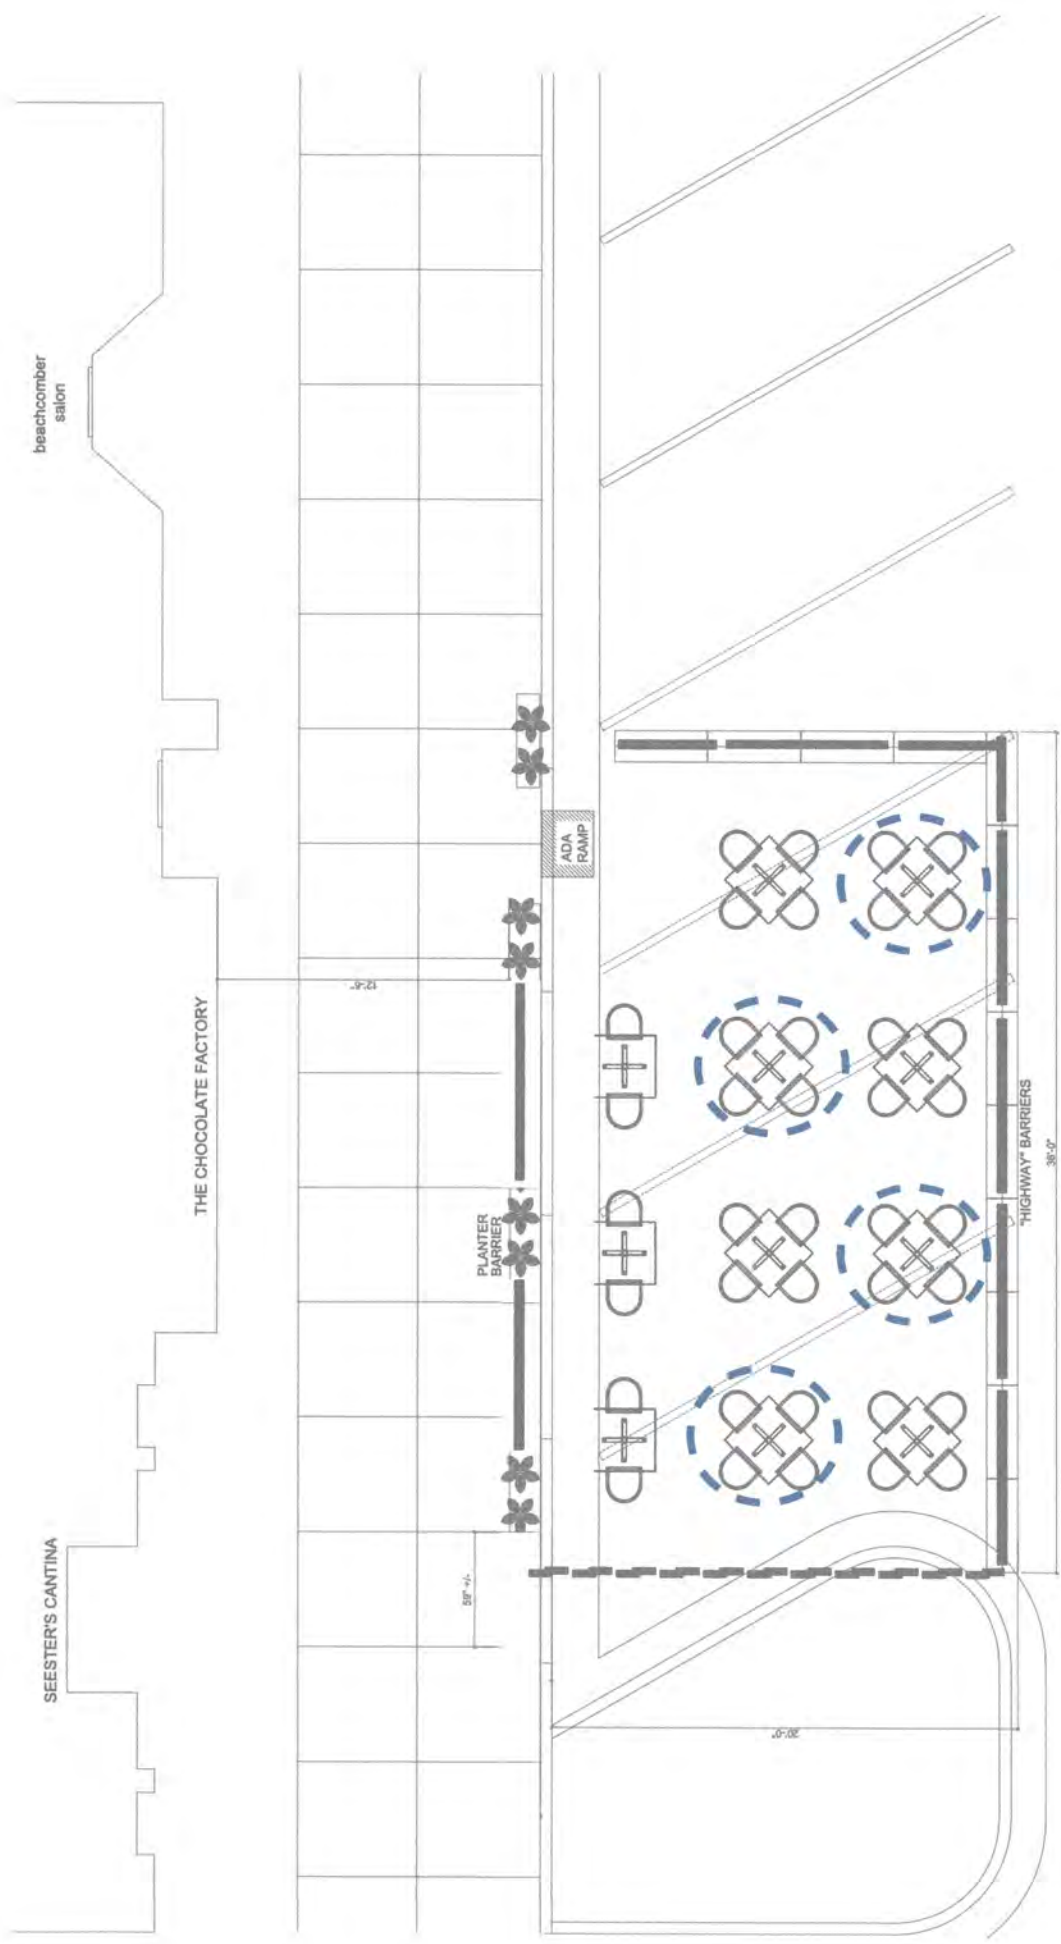 beachcomber
salon
ADA
RAMP
12'-6"
THE CHOCOLATE FACTORY
PLANTER
BARRIER
"HIGHWAY" BARRIERS
36'-0"
SEESTER'S CANTINA
59" +/-
20'-0"